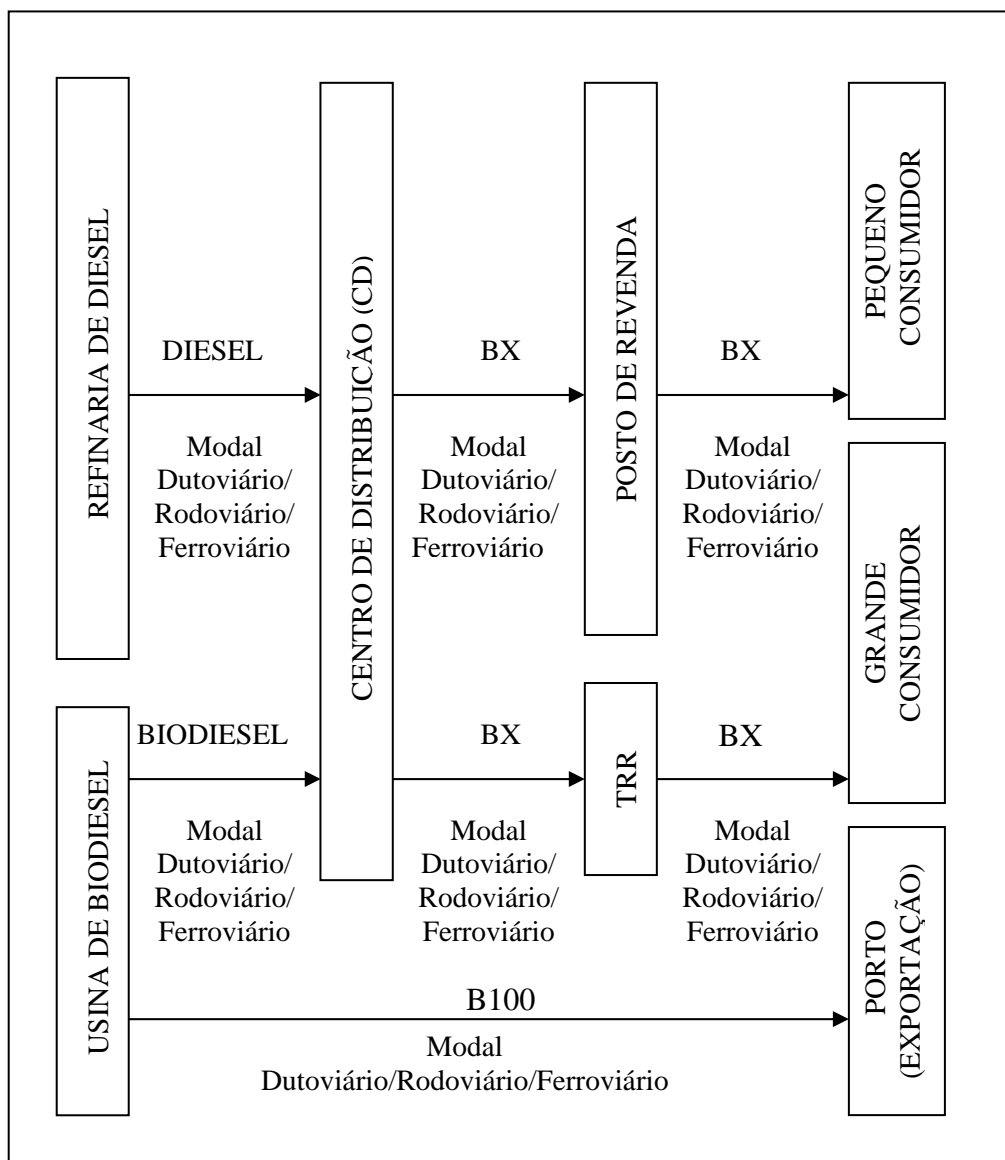 REFINARIA DE DIESEL
DIESEL
Modal
Dutoviário/
Rodoviário/
Ferroviário
CENTRO DE DISTRIBUICÃO (CD)
BX
Modal
Dutoviário/
Rodoviário/
Ferroviário
POSTO DE REVENDA
BX
Modal
Dutoviário/
Rodoviário/
Ferroviário
PEQUENO
CONSUMIDOR
USINA DE BIODIESEL
BIODIESEL
Modal
Dutoviário/
Rodoviário/
Ferroviário
BX
Modal
Dutoviário/
Rodoviário/
Ferroviário
TRR
BX
Modal
Dutoviário/
Rodoviário/
Ferroviário
GRANDE
CONSUMIDOR
B100
Modal
Dutoviário/Rodoviário/Ferroviário
PORTO
(EXPORTAÇÃO)